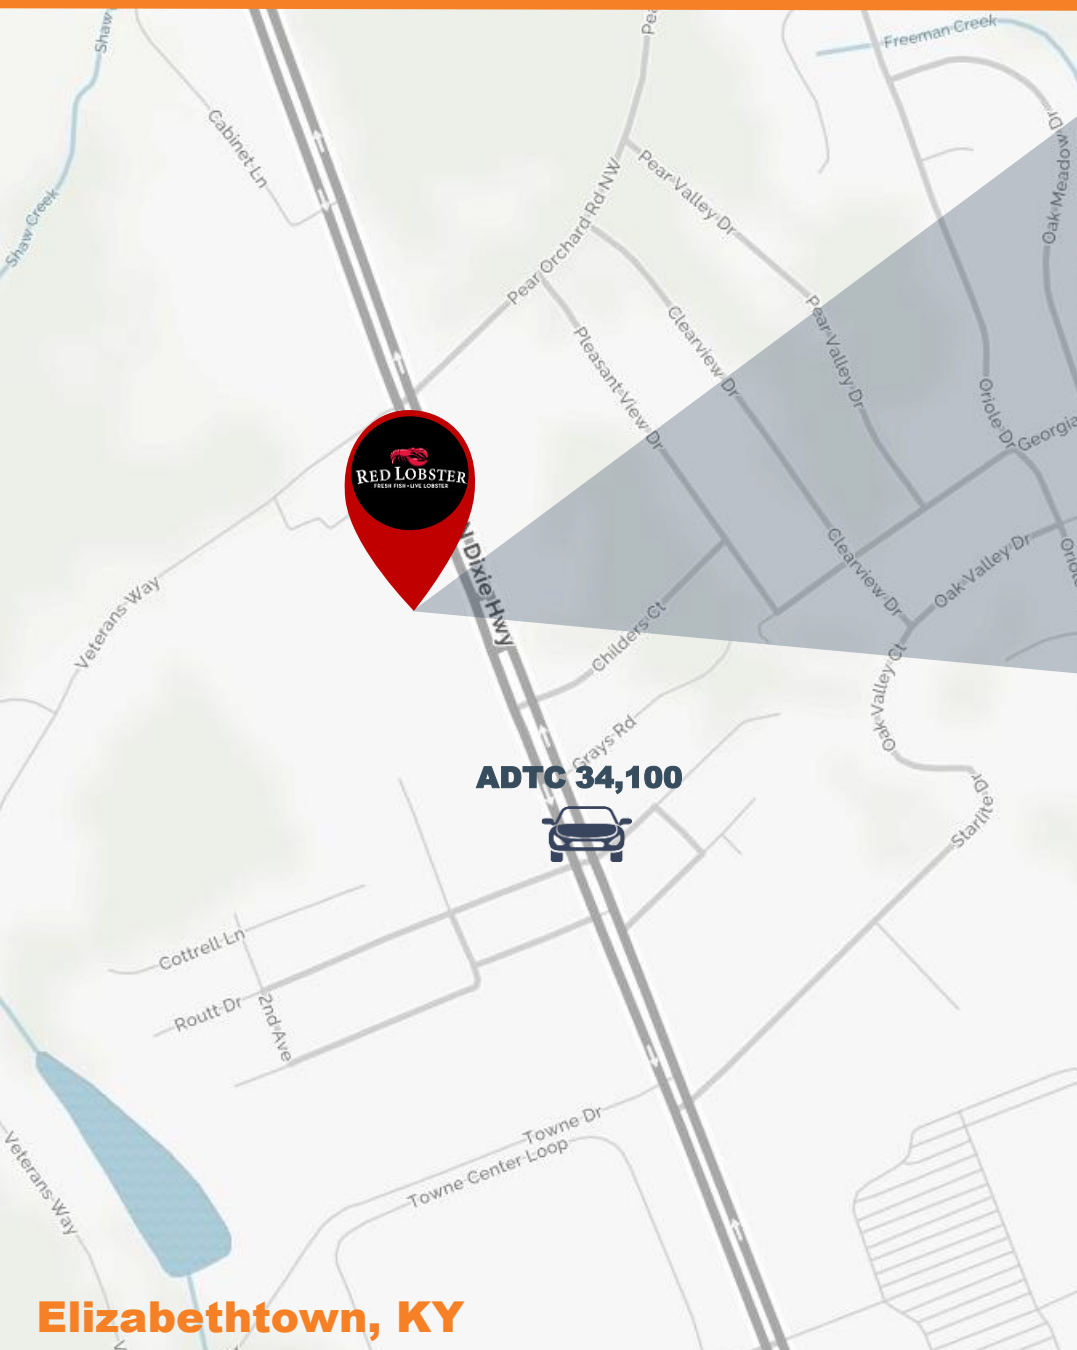 Shaw
Pea
Freeman Creek
Cabinet Ln
Shaw Creek
Pear Orchard Rd NW
Pear Valley Dr
Oak Meadow Dr
Clearview Dr
Pear Valley Dr
Pleasant View Dr
Oriole Dr
Georgia
RED LOBSTER
FRESH FISH • LIVE LOBSTER
N Dixie Hwy
Clearview Dr
Oak Valley Dr
Oriole
Veterans Way
Childers Ct
Oak Valley Ct
Grays Rd
ADTC 34,100
Starlite Dr
Cottrell Ln
Routt Dr
2nd Ave
Towne Dr
Towne Center Loop
Veterans Way
Elizabethtown, KY
V